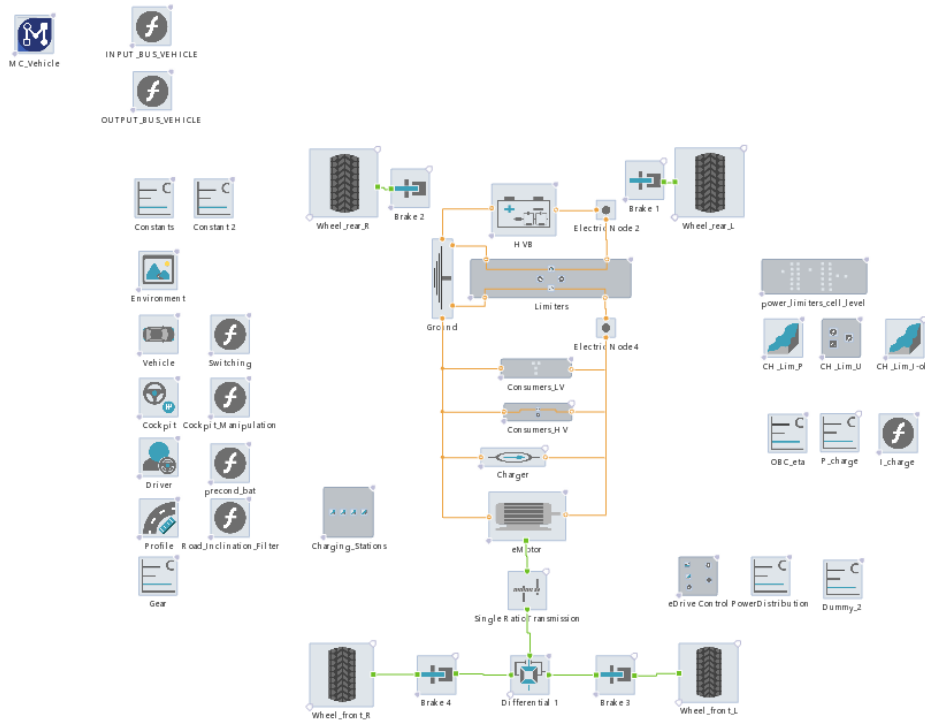 MC_Vehicle
INPUT_BUS_VEHICLE
OUTPUT_BUS_VEHICLE
Wheel_rear_R
Brake 2
Brake 1
Wheel_rear_L
Constants
Constant 2
HVB
Electric Node 2
Environment
Limiters
power_limiters_cell_level
Ground
Electric Node4
Vehicle
Switching
CH_Lim_P
CH_Lim_U
Consumers_LV
Cockpit
Cockpit_Manipulation
Consumers_HV
OBC_eta
P_charge
I_charge
Charger
Driver
precond_bat
Profile
Road_Inclination_Filter
Charging_Stations
eMotor
Gear
eDrive Control
PowerDistribution
Dummy_2
Single Ratio Transmission
Wheel_front_R
Brake 4
Differential 1
Brake 3
Wheel_front_L